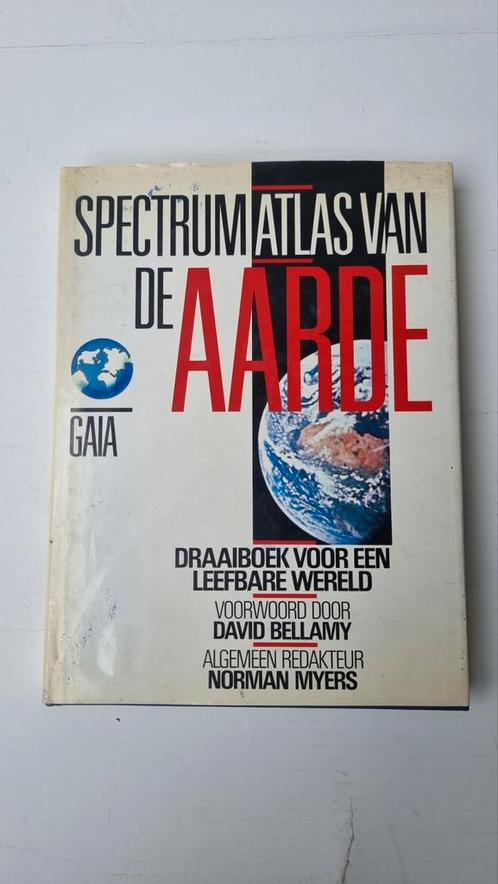 SPECTRUM ATLAS VAN
DE AARDE
GAIA
DRAAIBOEK VOOR EEN
LEEFBARE WERELD
VOORWOORD DOOR
DAVID BELLAMY
ALGEMEEN REDAKTEUR
NORMAN MYERS